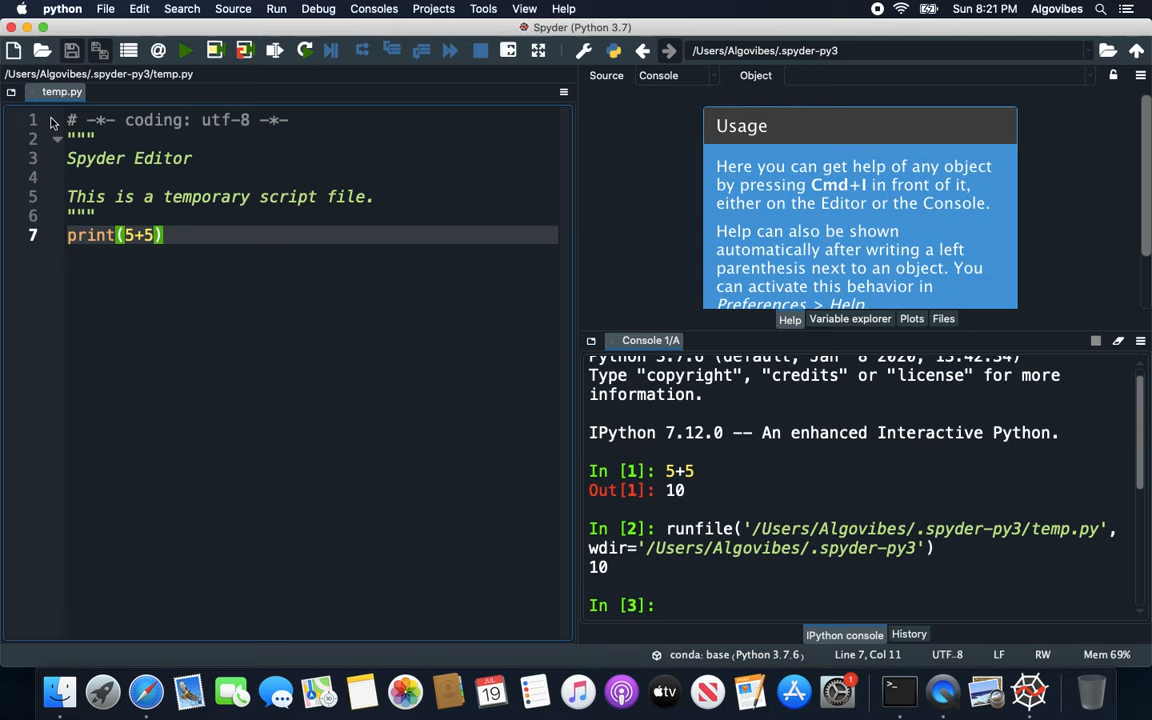 python File Edit Search Source Run Debug Consoles Projects Tools View Help Sun 8:21 PM Algovibes
Spyder (Python 3.7)
/Users/Algovibes/.spyder-py3
/Users/Algovibes/.spyder-py3/temp.py
temp.py
1 # -*- coding: utf-8 -*-
2 """
3 Spyder Editor
4
5 This is a temporary script file.
6 """
7 print(5+5)
Source Console Object
Usage
Here you can get help of any object
by pressing Cmd+I in front of it,
either on the Editor or the Console.
Help can also be shown
automatically after writing a left
parenthesis next to an object. You
can activate this behavior in
Preferences > Help.
Help Variable explorer Plots Files
Console 1/A
Python 3.7.6 (default, Jan 8 2020, 13:42:34)
Type "copyright", "credits" or "license" for more
information.
IPython 7.12.0 -- An enhanced Interactive Python.
In [1]: 5+5
Out[1]: 10
In [2]: runfile('/Users/Algovibes/.spyder-py3/temp.py',
wdir='/Users/Algovibes/.spyder-py3')
10
In [3]:
IPython console History
conda: base (Python 3.7.6) Line 7, Col 11 UTF-8 LF RW Mem 69%
JUL
19
tv
1